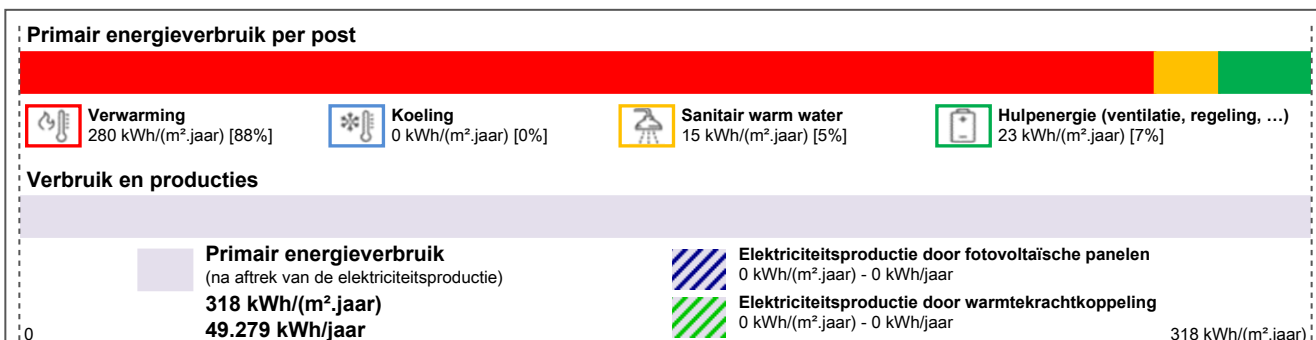 Primair energieverbruik per post
Verwarming
280 kWh/(m².jaar) [88%]
Koeling
0 kWh/(m².jaar) [0%]
Sanitair warm water
15 kWh/(m².jaar) [5%]
Hulpenergie (ventilatie, regeling, …)
23 kWh/(m².jaar) [7%]
Verbruik en producties
Primair energieverbruik
(na aftrek van de elektriciteitsproductie)
318 kWh/(m².jaar)
49.279 kWh/jaar
Elektriciteitsproductie door fotovoltaïsche panelen
0 kWh/(m².jaar) - 0 kWh/jaar
Elektriciteitsproductie door warmtekrachtkoppeling
0 kWh/(m².jaar) - 0 kWh/jaar
0
318 kWh/(m².jaar)